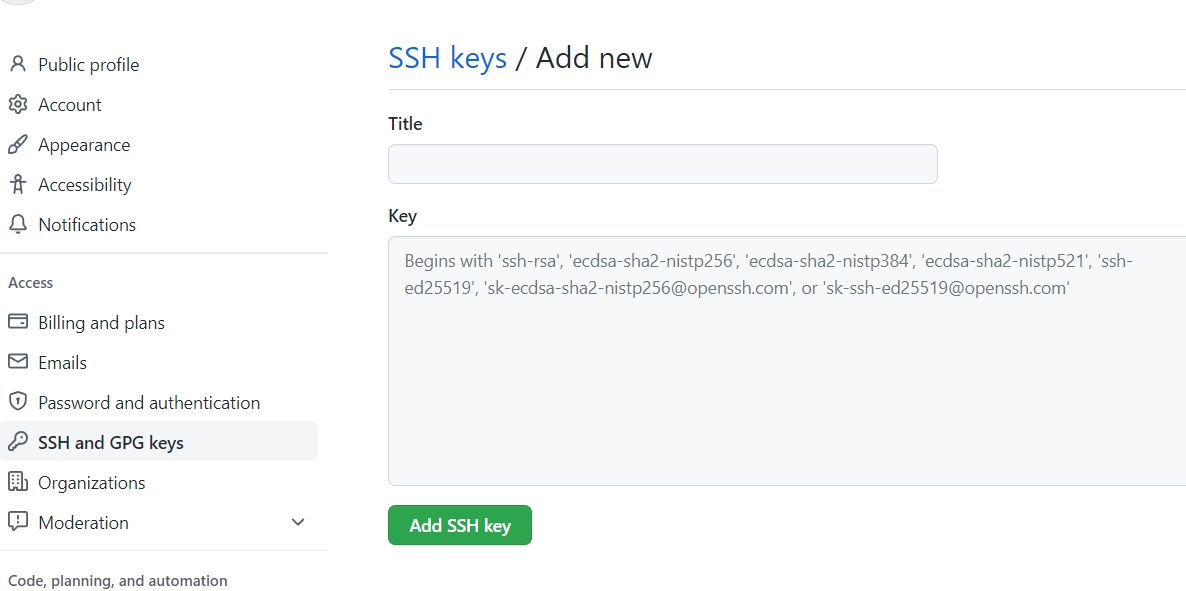 Public profile
Account
Appearance
Accessibility
Notifications
Access
Billing and plans
Emails
Password and authentication
SSH and GPG keys
Organizations
Moderation
Code, planning, and automation
SSH keys / Add new
Title
Key
Begins with 'ssh-rsa', 'ecdsa-sha2-nistp256', 'ecdsa-sha2-nistp384', 'ecdsa-sha2-nistp521', 'ssh-
ed25519', 'sk-ecdsa-sha2-nistp256@openssh.com', or 'sk-ssh-ed25519@openssh.com'
Add SSH key